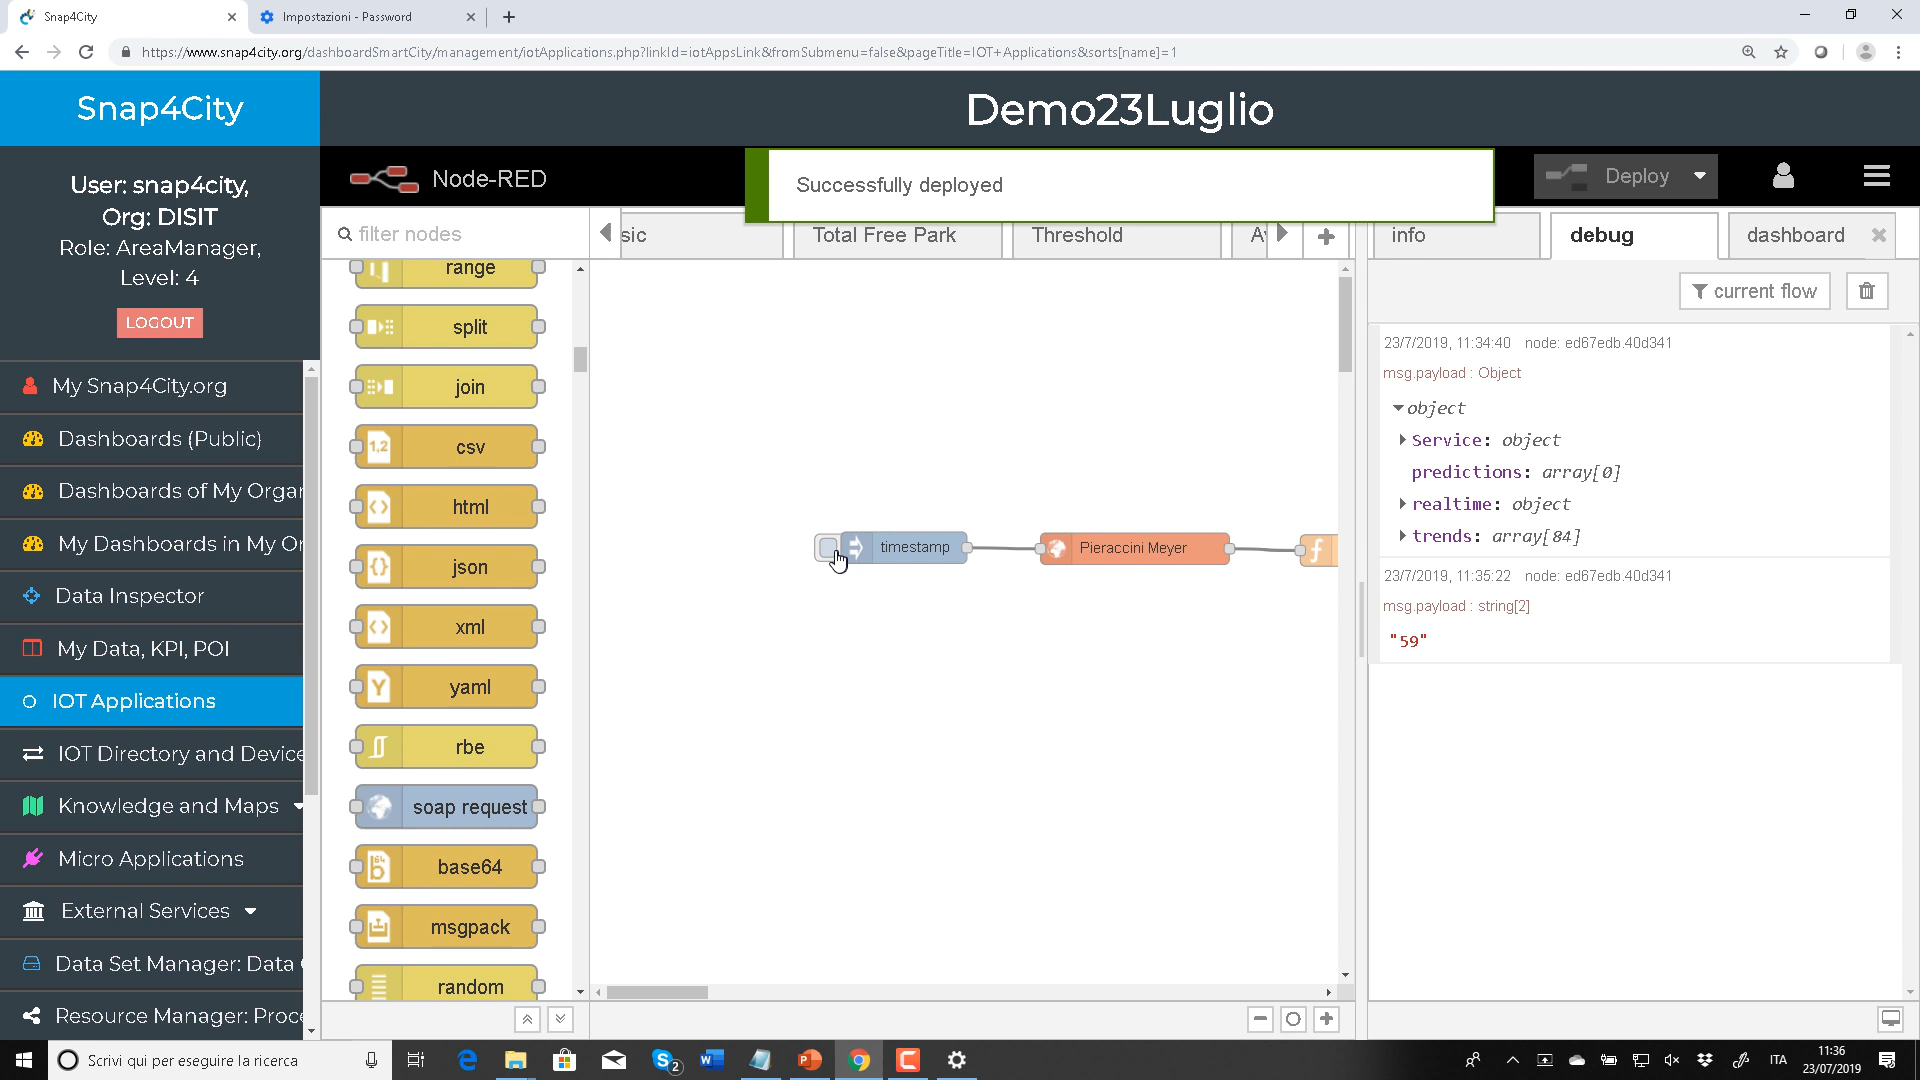 Snap4City
Impostazioni - Password
https://www.snap4city.org/dashboardSmartCity/management/iotApplications.php?linkId=iotAppsLink&fromSubmenu=false&pageTitle=IOT+Applications&sorts[name]=1
Snap4City
Demo23Luglio
User: snap4city,
Org: DISIT
Role: AreaManager,
Level: 4
LOGOUT
My Snap4City.org
Dashboards (Public)
Dashboards of My Organ
My Dashboards in My Or
Data Inspector
My Data, KPI, POI
IOT Applications
IOT Directory and Device
Knowledge and Maps
Micro Applications
External Services
Data Set Manager: Data
Resource Manager: Proce
Node-RED
Successfully deployed
Deploy
filter nodes
range
split
join
csv
html
json
xml
yaml
rbe
soap request
base64
msgpack
random
sic
Total Free Park
Threshold
timestamp
Pieraccini Meyer
info
debug
dashboard
current flow
23/7/2019, 11:34:40 node: ed67edb.40d341
msg.payload : Object
object
Service: object
predictions: array[0]
realtime: object
trends: array[84]
23/7/2019, 11:35:22 node: ed67edb.40d341
msg.payload : string[2]
"59"
Scrivi qui per eseguire la ricerca
ITA
11:36
23/07/2019